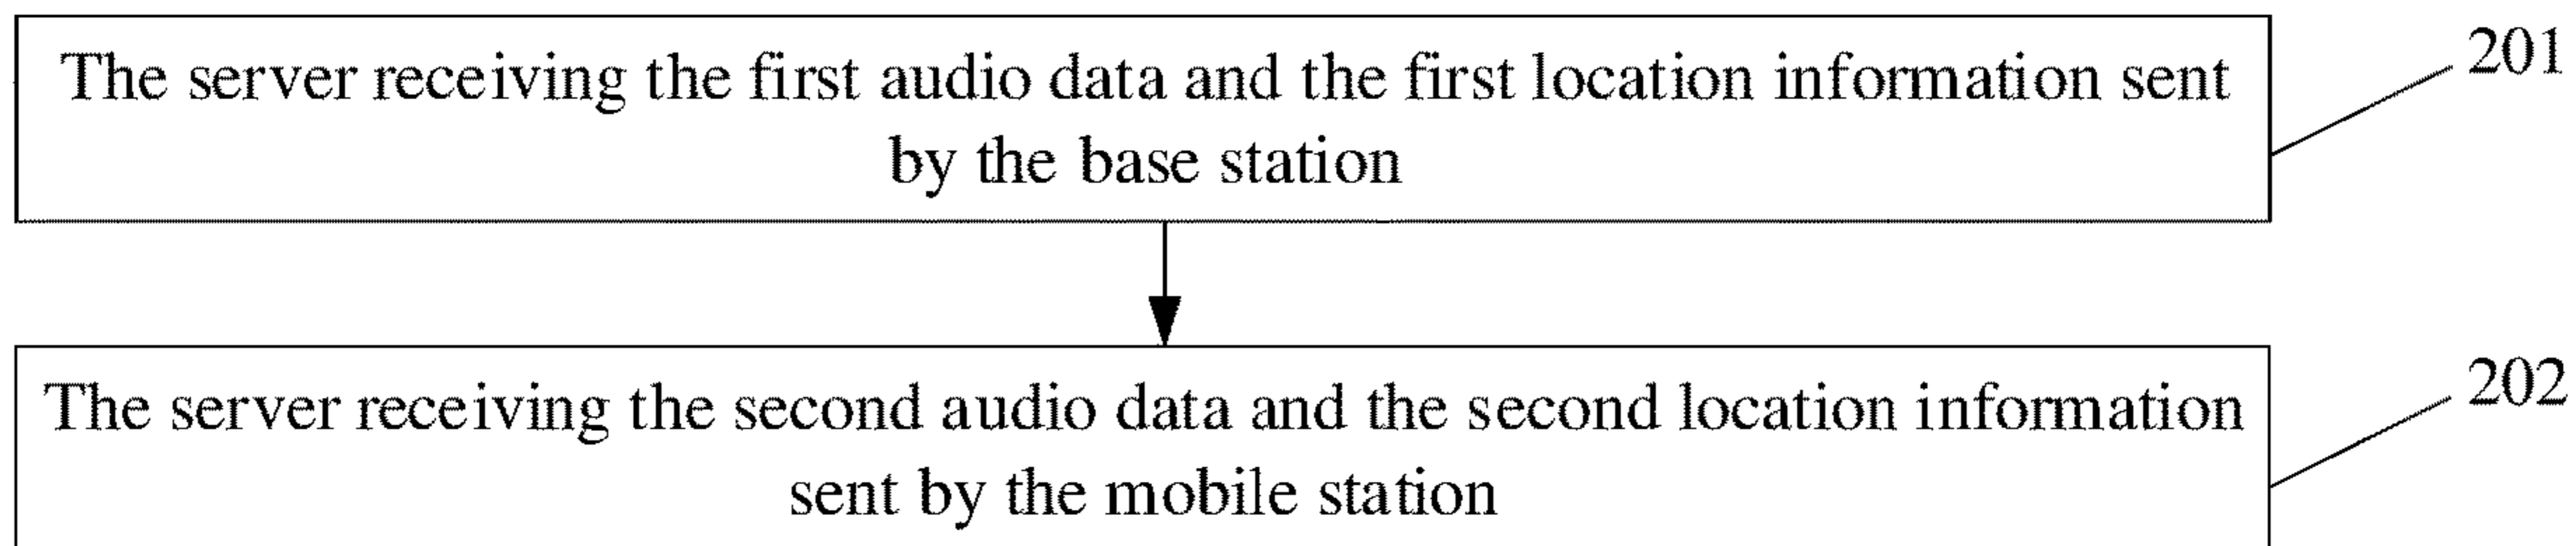 The server receiving the first audio data and the first location information sent
by the base station
201
The server receiving the second audio data and the second location information
sent by the mobile station
202